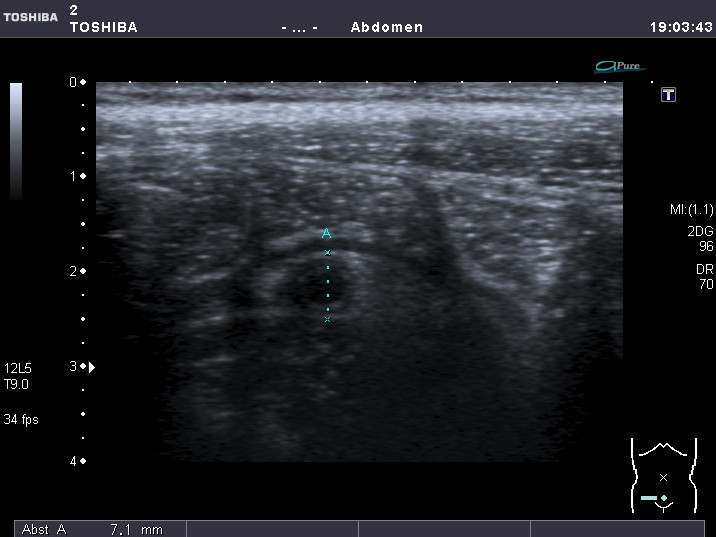 TOSHIBA
2
TOSHIBA - ... - Abdomen 19:03:43
aPure
T
0
1
2
3
4
A
MI:(1.1)
2DG
96
DR
70
12L5
T9.0
34 fps
Abst A 7.1 mm